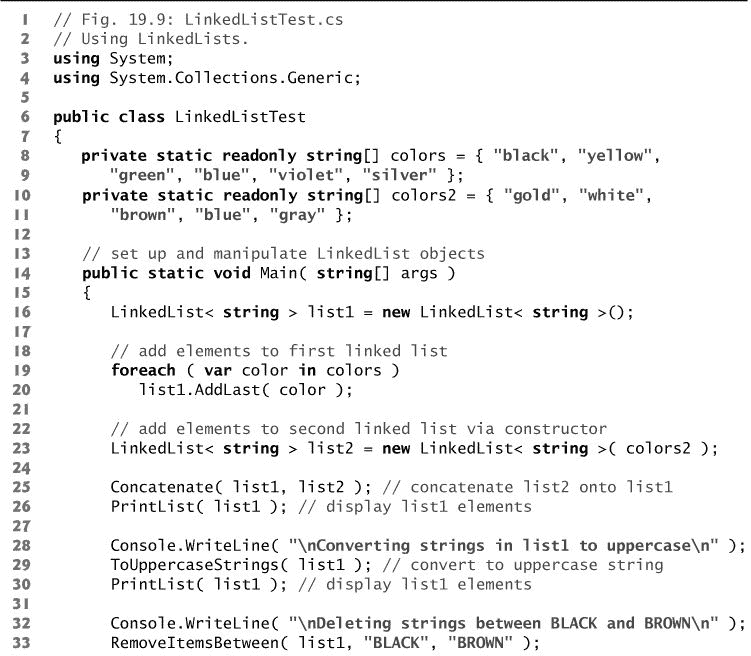 1 // Fig. 19.9: LinkedListTest.cs
2 // Using LinkedLists.
3 using System;
4 using System.Collections.Generic;
5
6 public class LinkedListTest
7 {
8 private static readonly string[] colors = { "black", "yellow",
9 "green", "blue", "violet", "silver" };
10 private static readonly string[] colors2 = { "gold", "white",
11 "brown", "blue", "gray" };
12
13 // set up and manipulate LinkedList objects
14 public static void Main( string[] args )
15 {
16 LinkedList< string > list1 = new LinkedList< string >();
17
18 // add elements to first linked list
19 foreach ( var color in colors )
20 list1.AddLast( color );
21
22 // add elements to second linked list via constructor
23 LinkedList< string > list2 = new LinkedList< string >( colors2 );
24
25 Concatenate( list1, list2 ); // concatenate list2 onto list1
26 PrintList( list1 ); // display list1 elements
27
28 Console.WriteLine( "\nConverting strings in list1 to uppercase\n" );
29 ToUppercaseStrings( list1 ); // convert to uppercase string
30 PrintList( list1 ); // display list1 elements
31
32 Console.WriteLine( "\nDeleting strings between BLACK and BROWN\n" );
33 RemoveItemsBetween( list1, "BLACK", "BROWN" );